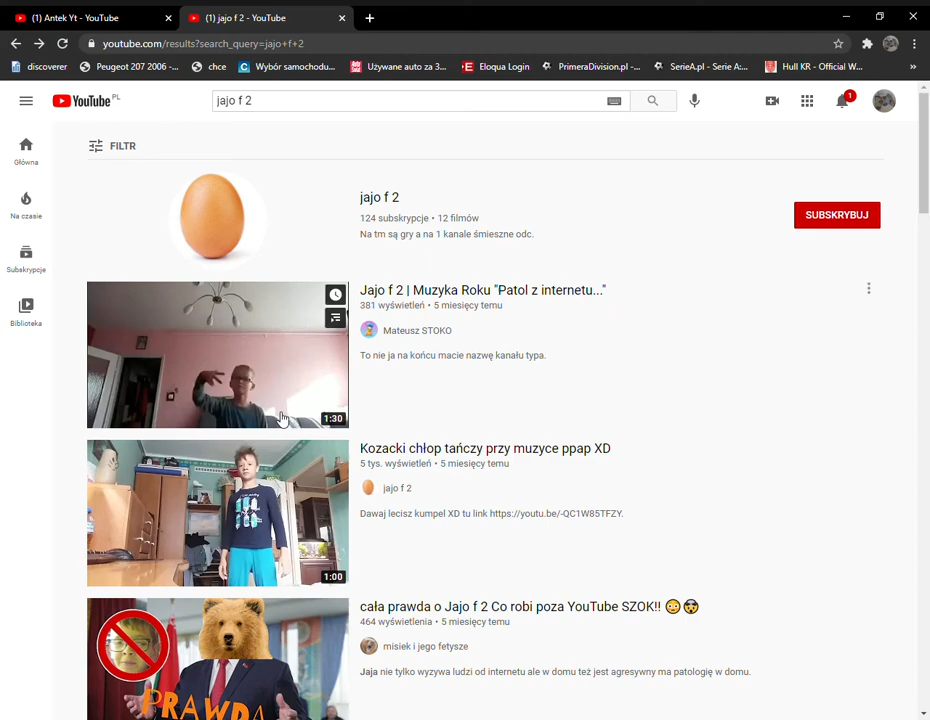 (1) Antek Yt - YouTube
(1) jajo f 2 - YouTube
youtube.com/results?search_query=jajo+f+2
discoverer
Peugeot 207 2006 -...
chce
Wybór samochodu...
Używane auto za 3...
Eloqua Login
PrimeraDivision.pl -...
SerieA.pl - Serie A:...
Hull KR - Official W...
YouTube PL
jajo f 2
1
FILTR
Główna
Na czasie
Subskrypcje
Biblioteka
jajo f 2
124 subskrypcje • 12 filmów
Na tm są gry a na 1 kanale śmieszne odc.
SUBSKRYBUJ
Jajo f 2 | Muzyka Roku "Patol z internetu..."
381 wyświetleń • 5 miesięcy temu
Mateusz STOKO
To nie ja na końcu macie nazwę kanału typa.
1:30
Kozacki chłop tańczy przy muzyce ppap XD
5 tys. wyświetleń • 5 miesięcy temu
jajo f 2
Dawaj lecisz kumpel XD tu link https://youtu.be/-QC1W85TFZY.
1:00
cała prawda o Jajo f 2 Co robi poza YouTube SZOK!! 😳🤯
464 wyświetlenia • 5 miesięcy temu
misiek i jego fetysze
Jaja nie tylko wyzywa ludzi od internetu ale w domu też jest agresywny ma patologię w domu.
PRAWDA